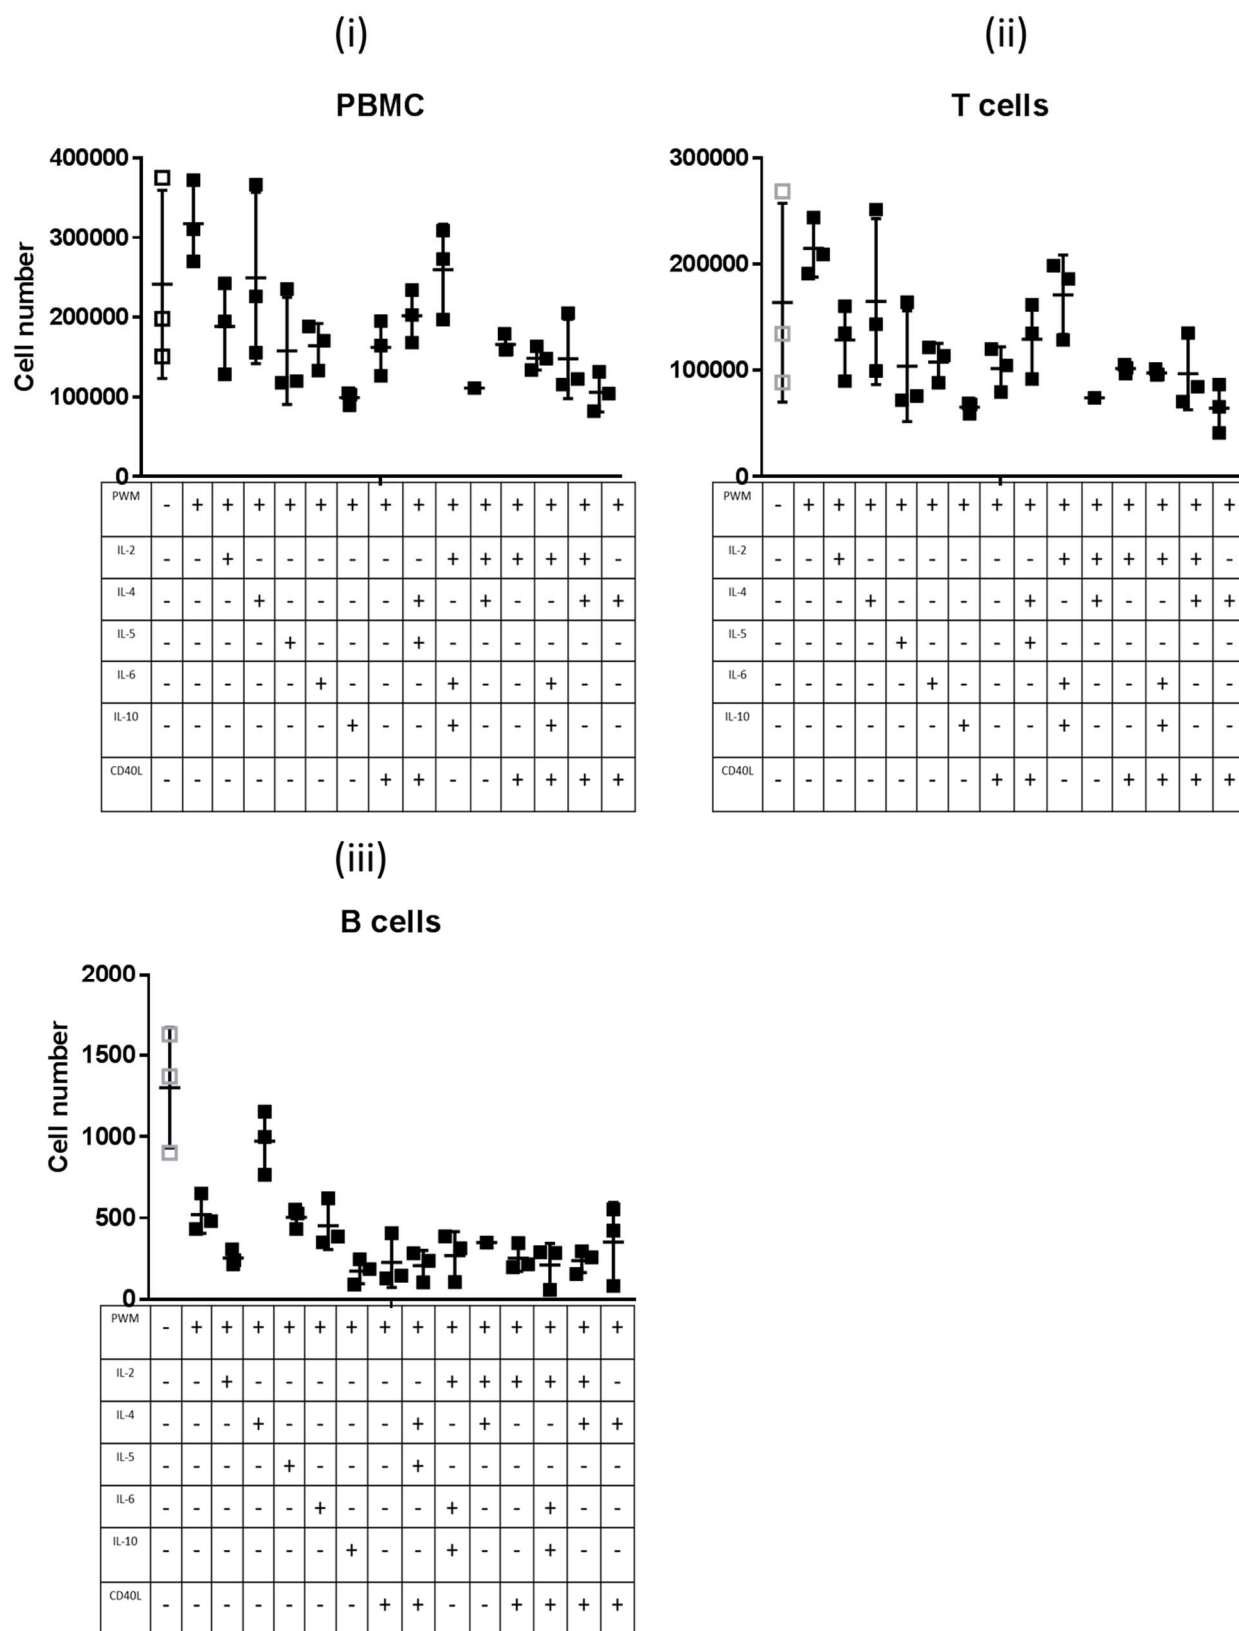 (i)
PBMC
400000
300000
200000
100000
0
Cell number
PWM - + + + + + + + + + + + + + +
IL-2 - - + - - - - - - + + + + + -
IL-4 - - - + - - - - + - + - - + +
IL-5 - - - - + - - - + - - - - - -
IL-6 - - - - - + - - - + - - + - -
IL-10 - - - - - - + - - + - - + - -
CD40L - - - - - - - + + - - + + + +
(ii)
T cells
300000
200000
100000
0
PWM - + + + + + + + + + + + + + +
IL-2 - - + - - - - - - + + + + + -
IL-4 - - - + - - - - + - + - - + +
IL-5 - - - - + - - - + - - - - - -
IL-6 - - - - - + - - - + - - + - -
IL-10 - - - - - - + - - + - - + - -
CD40L - - - - - - - + + - - + + + +
(iii)
B cells
2000
1500
1000
500
0
Cell number
PWM - + + + + + + + + + + + + + +
IL-2 - - + - - - - - - + + + + + -
IL-4 - - - + - - - - + - + - - + +
IL-5 - - - - + - - - + - - - - - -
IL-6 - - - - - + - - - + - - + - -
IL-10 - - - - - - + - - + - - + - -
CD40L - - - - - - - + + - - + + + +